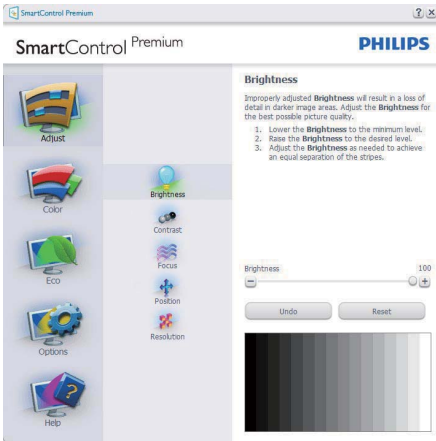 SmartControl Premium
SmartControl Premium
PHILIPS
Adjust
Color
Eco
Options
Help
Brightness
Contrast
Focus
Position
Resolution
Brightness
Improperly adjusted Brightness will result in a loss of
detail in darker image areas. Adjust the Brightness for
the best possible picture quality.
1. Lower the Brightness to the minimum level.
2. Raise the Brightness to the desired level.
3. Adjust the Brightness as needed to achieve
an equal separation of the stripes.
Brightness 100
Undo Reset